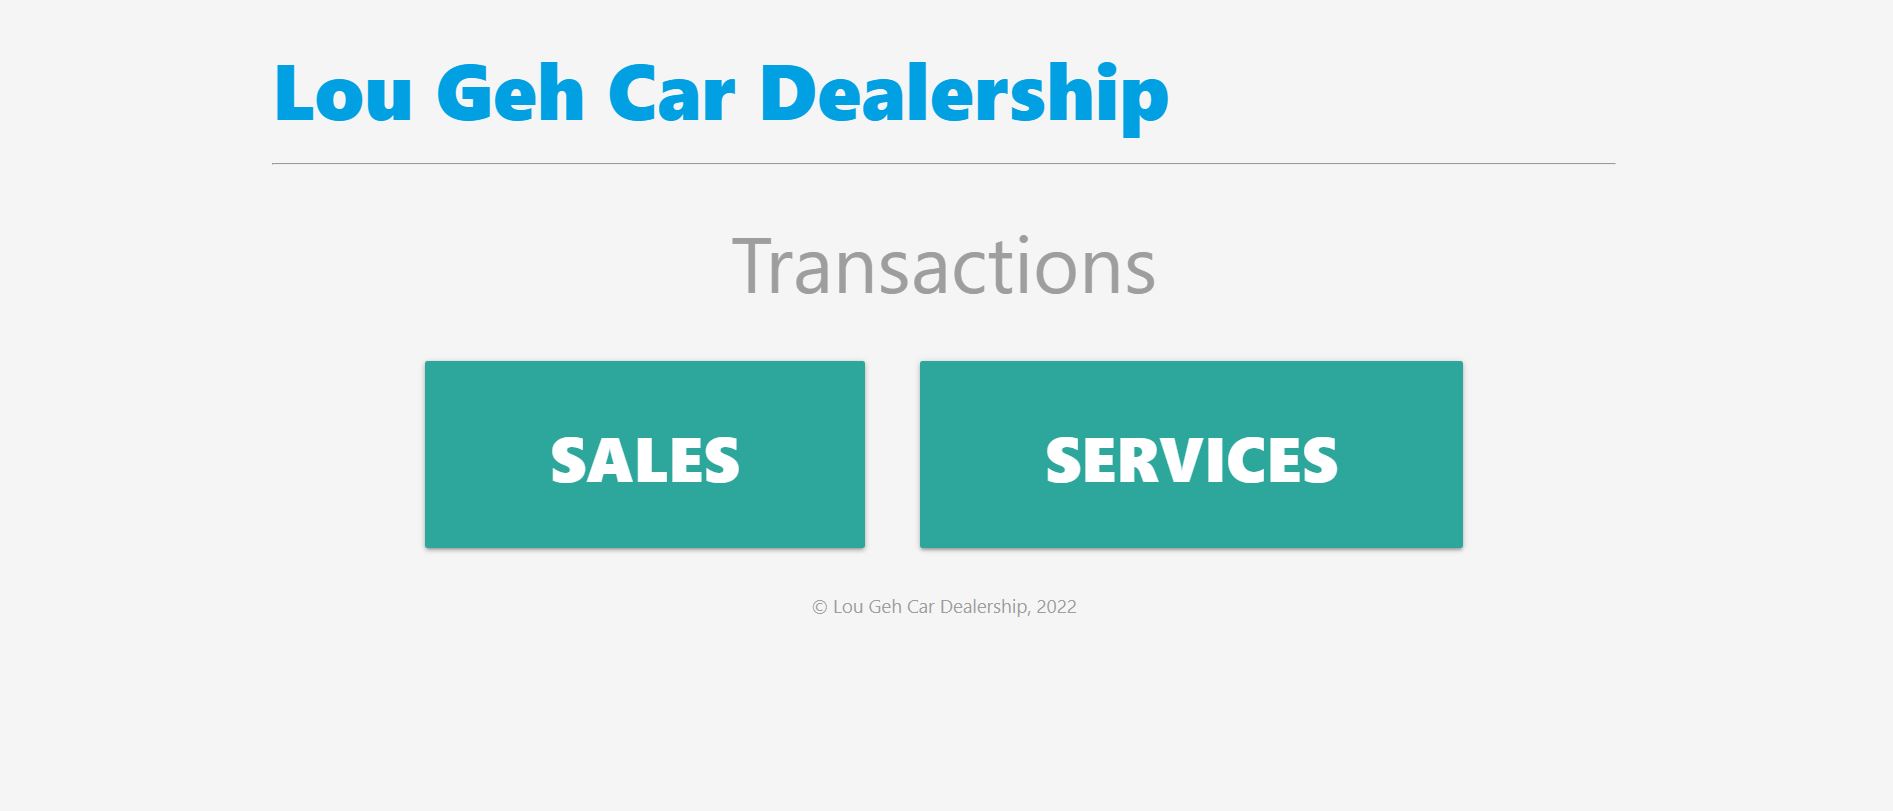 Lou Geh Car Dealership
Transactions
SALES
SERVICES
© Lou Geh Car Dealership, 2022